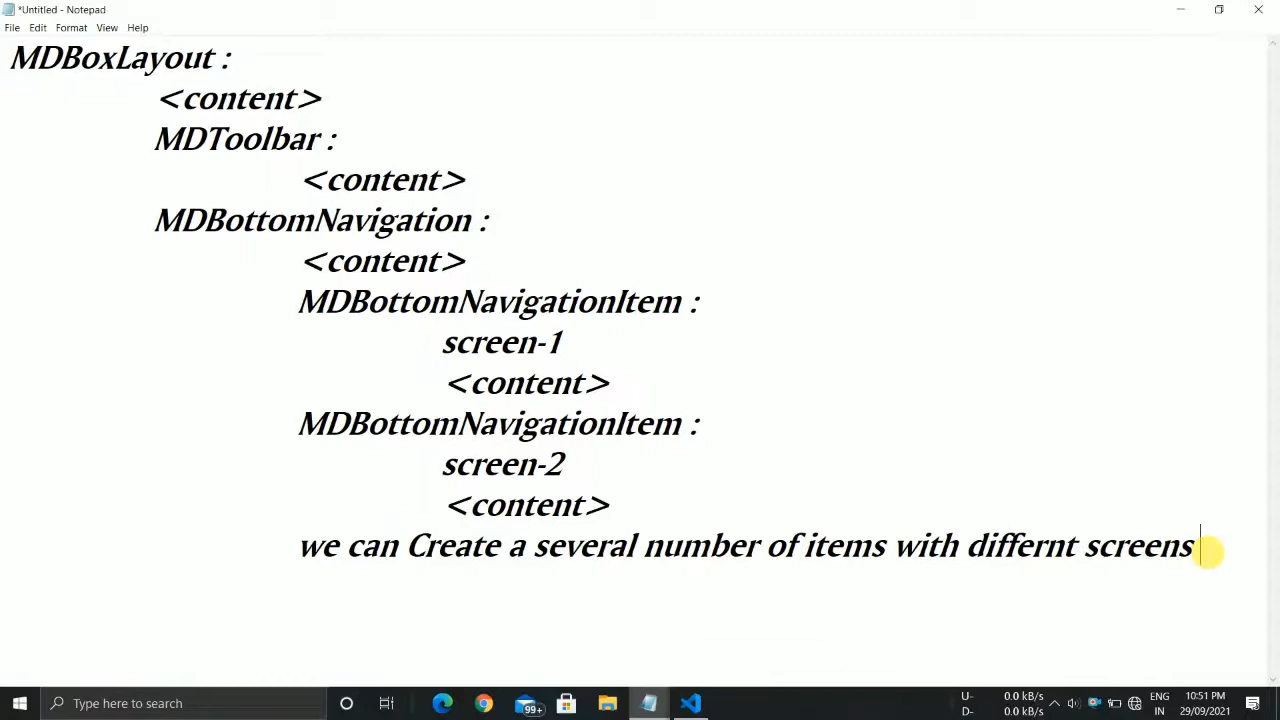 *Untitled - Notepad
File Edit Format View Help
MDBoxLayout :
<content>
MDToolbar :
<content>
MDBottomNavigation :
<content>
MDBottomNavigationItem :
screen-1
<content>
MDBottomNavigationItem :
screen-2
<content>
we can Create a several number of items with differnt screens
Type here to search
99+
U- 0.0 kB/s
D- 0.0 kB/s
ENG
IN
10:51 PM
29/09/2021